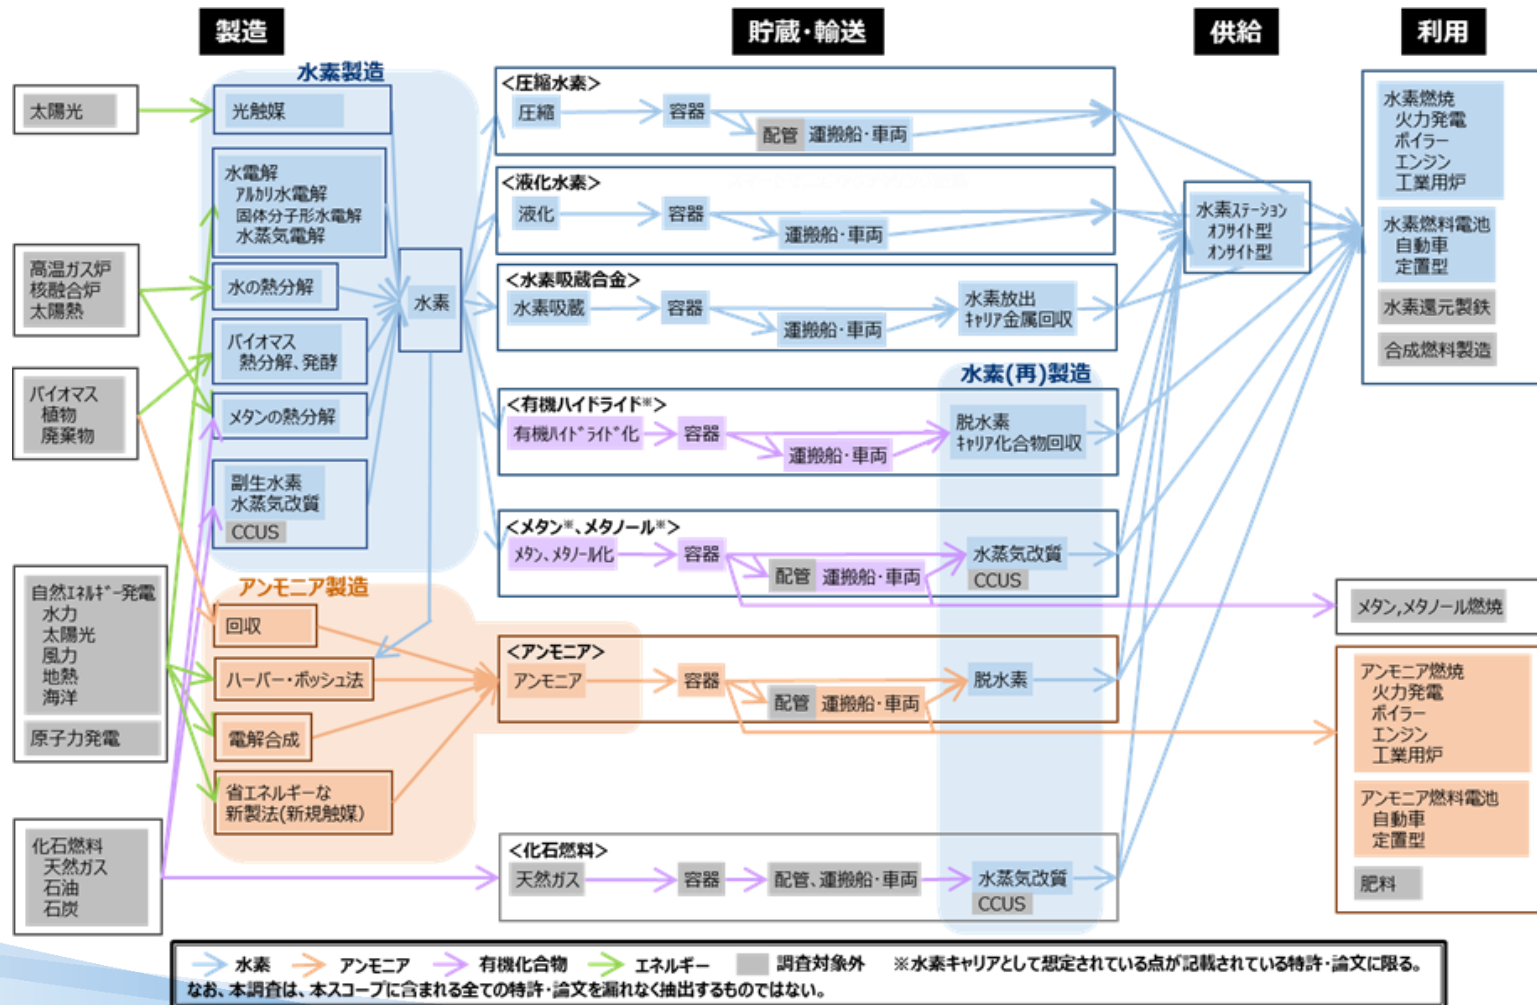 製造
貯蔵・輸送
供給
利用
水素製造
太陽光
光触媒
水電解
アルカリ水電解
固体分子形水電解
水蒸気電解
高温ガス炉
核融合炉
太陽熱
水の熱分解
水素
バイオマス
熱分解、発酵
バイオマス
植物
廃棄物
メタンの熱分解
副生水素
水蒸気改質
CCUS
アンモニア製造
自然エネルギー発電
水力
太陽光
風力
地熱
海洋
原子力発電
回収
ハーバー・ボッシュ法
電解合成
省エネルギーな
新製法(新規触媒)
化石燃料
天然ガス
石油
石炭
<圧縮水素>
圧縮
容器
配管 運搬船・車両
<液化水素>
液化
容器
運搬船・車両
<水素吸蔵合金>
水素吸蔵
容器
運搬船・車両
水素放出
キャリア金属回収
水素(再)製造
<有機ハイドライド※>
有機ハイドライド化
容器
運搬船・車両
脱水素
キャリア化合物回収
<メタン※、メタノール※>
メタン、メタノール化
容器
配管 運搬船・車両
水蒸気改質
CCUS
<アンモニア>
アンモニア
容器
配管 運搬船・車両
脱水素
<化石燃料>
天然ガス
容器
配管、運搬船・車両
水蒸気改質
CCUS
水素ステーション
オフサイト型
オンサイト型
水素燃焼
火力発電
ボイラー
エンジン
工業用炉
水素燃料電池
自動車
定置型
水素還元製鉄
合成燃料製造
メタン,メタノール燃焼
アンモニア燃焼
火力発電
ボイラー
エンジン
工業用炉
アンモニア燃料電池
自動車
定置型
肥料
水素 アンモニア 有機化合物 エネルギー 調査対象外 ※水素キャリアとして想定されている点が記載されている特許・論文に限る。
なお、本調査は、本スコープに含まれる全ての特許・論文を漏れなく抽出するものではない。